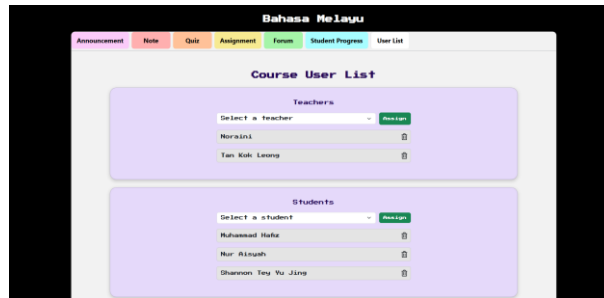 Bahasa Melayu
Announcement Note Quiz Assignment Forum Student Progress User List
Course User List
Teachers
Select a teacher Assign
Noraini
Tan Kok Leong
Students
Select a student Assign
Muhammad Hafiz
Nur Aisyah
Shannon Tey Yu Jing